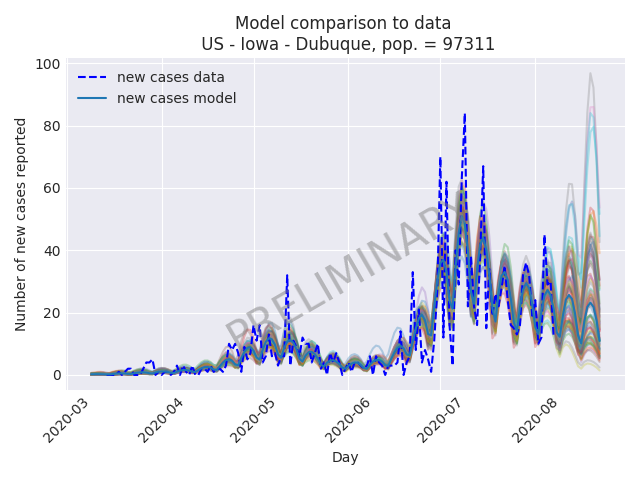 Model comparison to data
US - Iowa - Dubuque, pop. = 97311
new cases data
new cases model
PRELIMINARY
Number of new cases reported
100
80
60
40
20
0
2020-03
2020-04
2020-05
2020-06
2020-07
2020-08
Day